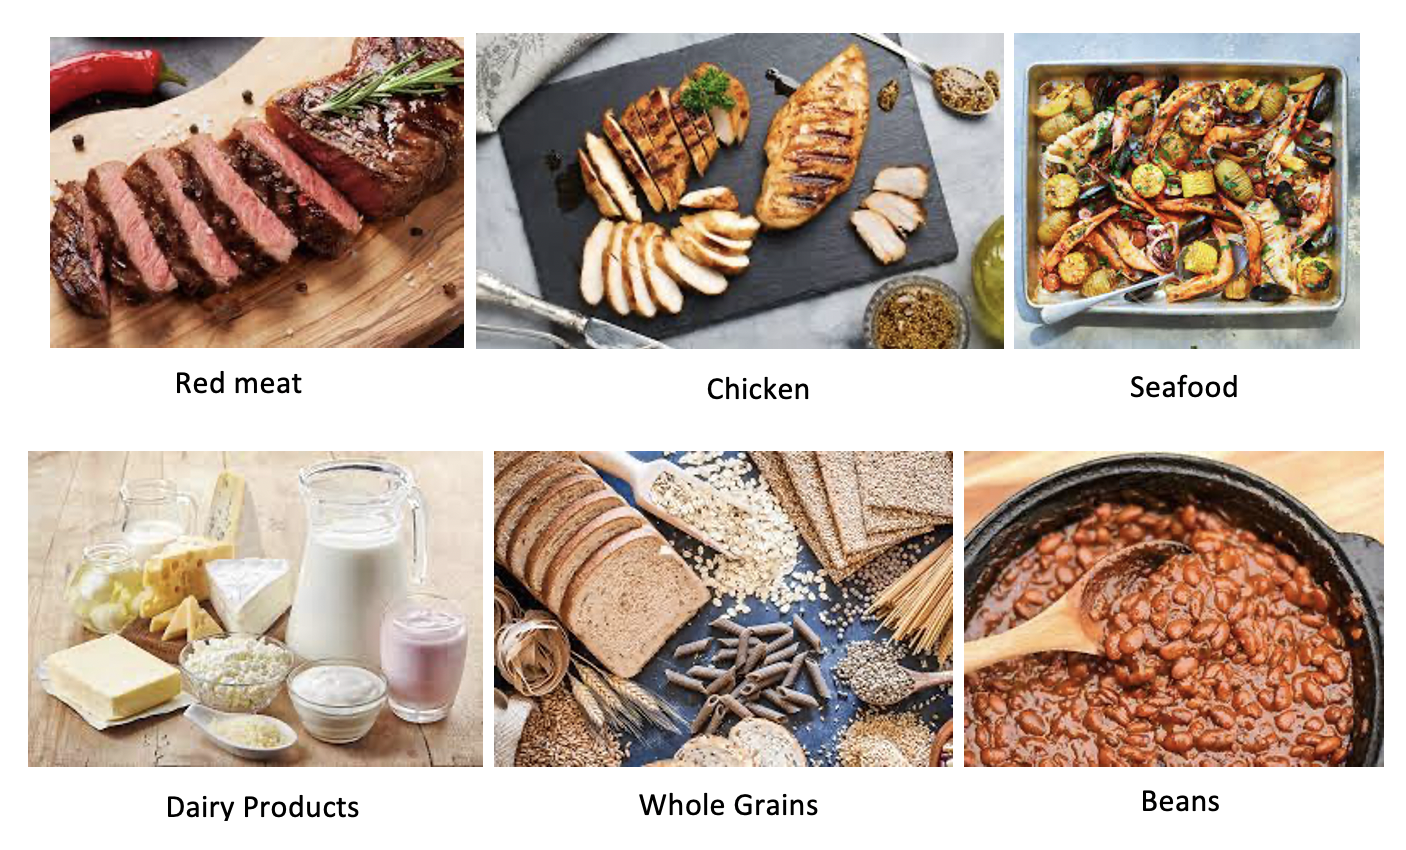 Red meat
Chicken
Seafood
Dairy Products
Whole Grains
Beans